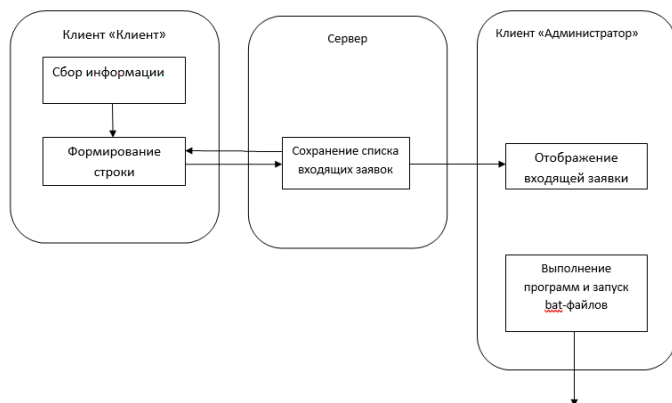 Клиент «Клиент»
Сбор информации
Формирование
строки
Сервер
Сохранение списка
входящих заявок
Клиент «Администратор»
Отображение
входящей заявки
Выполнение
программ и запуск
bat-файлов